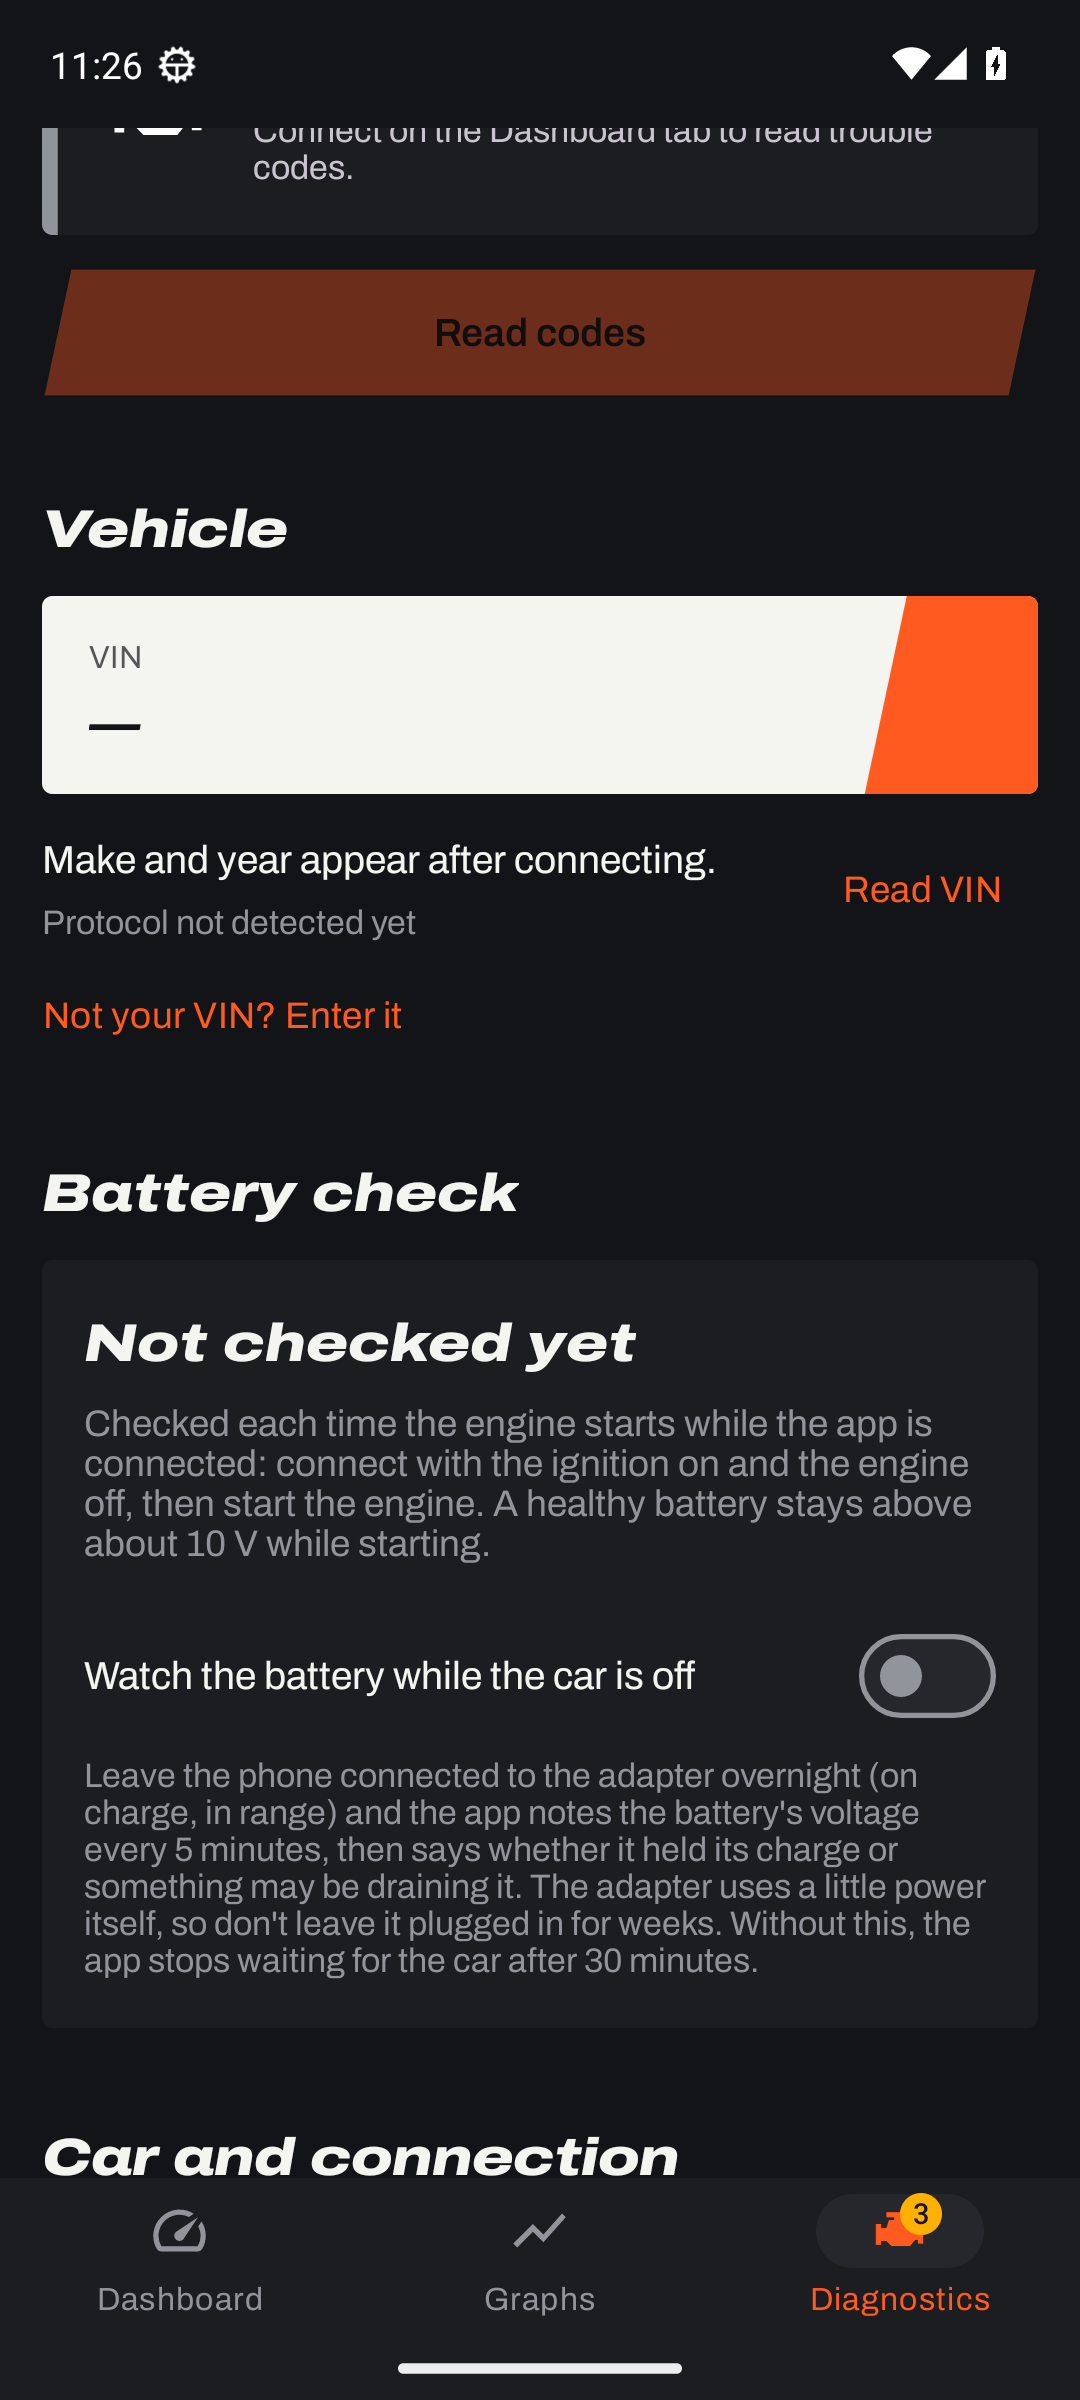 11:26
Connect on the Dashboard tab to read trouble
codes.
Read codes
Vehicle
VIN
—
Make and year appear after connecting.
Read VIN
Protocol not detected yet
Not your VIN? Enter it
Battery check
Not checked yet
Checked each time the engine starts while the app is
connected: connect with the ignition on and the engine
off, then start the engine. A healthy battery stays above
about 10 V while starting.
Watch the battery while the car is off
Leave the phone connected to the adapter overnight (on
charge, in range) and the app notes the battery's voltage
every 5 minutes, then says whether it held its charge or
something may be draining it. The adapter uses a little power
itself, so don't leave it plugged in for weeks. Without this, the
app stops waiting for the car after 30 minutes.
Car and connection
3
Dashboard
Graphs
Diagnostics